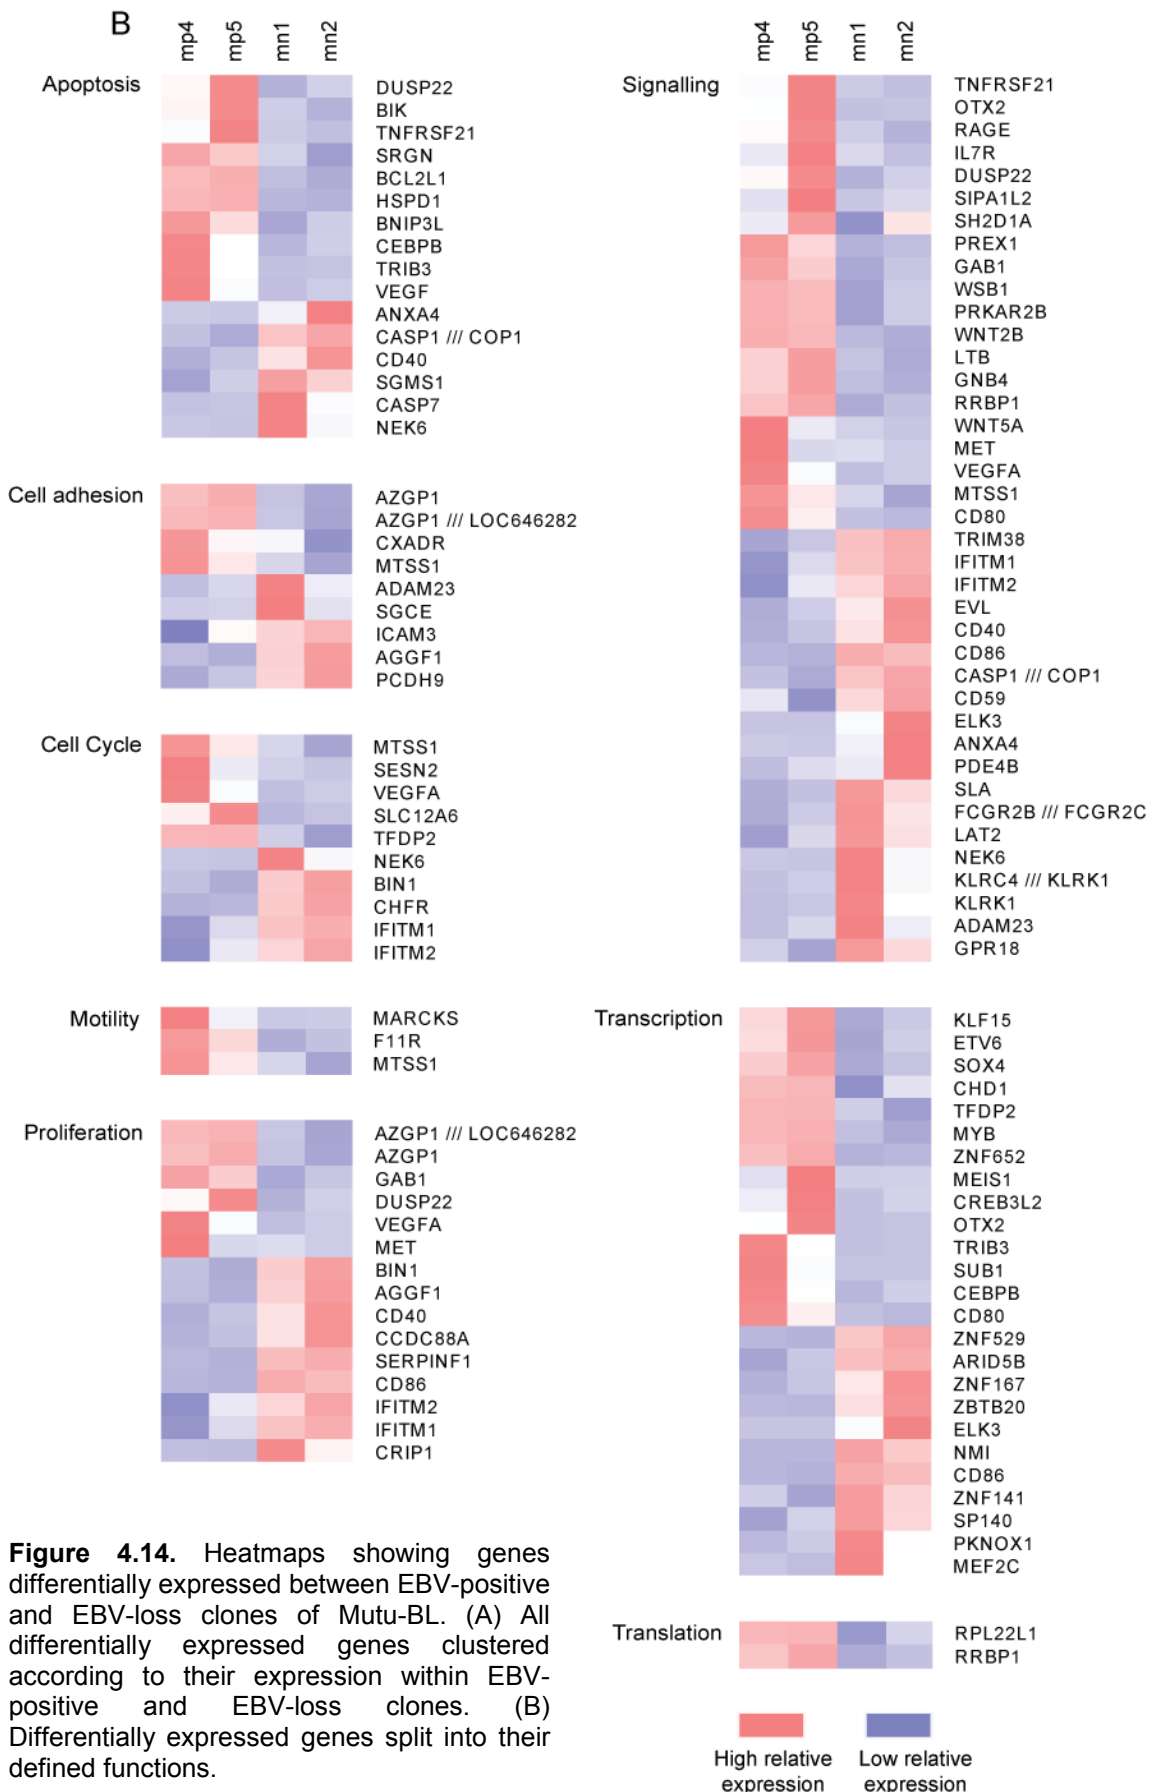 B
mp4
mp5
mn1
mn2
Apoptosis
DUSP22
BIK
TNFRSF21
SRGN
BCL2L1
HSPD1
BNIP3L
CEBPB
TRIB3
VEGF
ANXA4
CASP1 /// COP1
CD40
SGMS1
CASP7
NEK6
Cell adhesion
AZGP1
AZGP1 /// LOC646282
CXADR
MTSS1
ADAM23
SGCE
ICAM3
AGGF1
PCDH9
Cell Cycle
MTSS1
SESN2
VEGFA
SLC12A6
TFDP2
NEK6
BIN1
CHFR
IFITM1
IFITM2
Motility
MARCKS
F11R
MTSS1
Proliferation
AZGP1 /// LOC646282
AZGP1
GAB1
DUSP22
VEGFA
MET
BIN1
AGGF1
CD40
CCDC88A
SERPINF1
CD86
IFITM2
IFITM1
CRIP1
mp4
mp5
mn1
mn2
Signalling
TNFRSF21
OTX2
RAGE
IL7R
DUSP22
SIPA1L2
SH2D1A
PREX1
GAB1
WSB1
PRKAR2B
WNT2B
LTB
GNB4
RRBP1
WNT5A
MET
VEGFA
MTSS1
CD80
TRIM38
IFITM1
IFITM2
EVL
CD40
CD86
CASP1 /// COP1
CD59
ELK3
ANXA4
PDE4B
SLA
FCGR2B /// FCGR2C
LAT2
NEK6
KLRC4 /// KLRK1
KLRK1
ADAM23
GPR18
Transcription
KLF15
ETV6
SOX4
CHD1
TFDP2
MYB
ZNF652
MEIS1
CREB3L2
OTX2
TRIB3
SUB1
CEBPB
CD80
ZNF529
ARID5B
ZNF167
ZBTB20
ELK3
NMI
CD86
ZNF141
SP140
PKNOX1
MEF2C
Translation
RPL22L1
RRBP1
High relative
expression
Low relative
expression
Figure 4.14. Heatmaps showing genes
differentially expressed between EBV-positive
and EBV-loss clones of Mutu-BL. (A) All
differentially expressed genes clustered
according to their expression within EBV-
positive and EBV-loss clones. (B)
Differentially expressed genes split into their
defined functions.